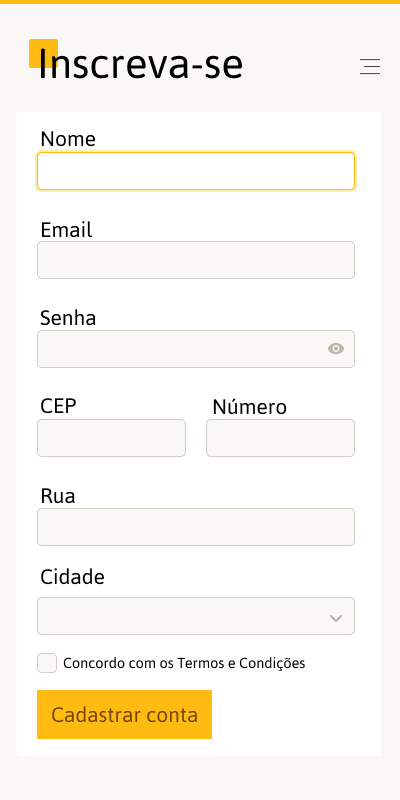 Inscreva-se
Nome
Email
Senha
CEP
Número
Rua
Cidade
Concordo com os Termos e Condições
Cadastrar conta